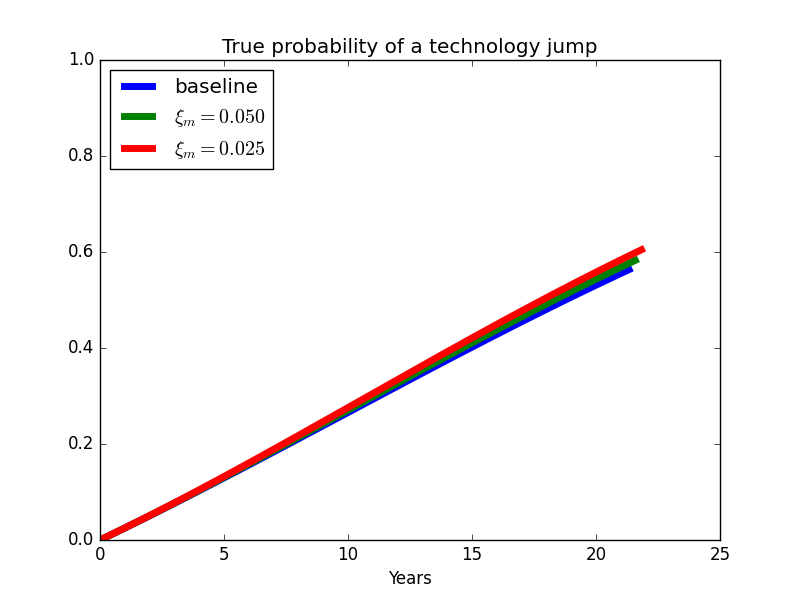 True probability of a technology jump
1.0
baseline
ξₘ = 0.050
ξₘ = 0.025
0.8
0.6
0.4
0.2
0.0
0 5 10 15 20 25
Years